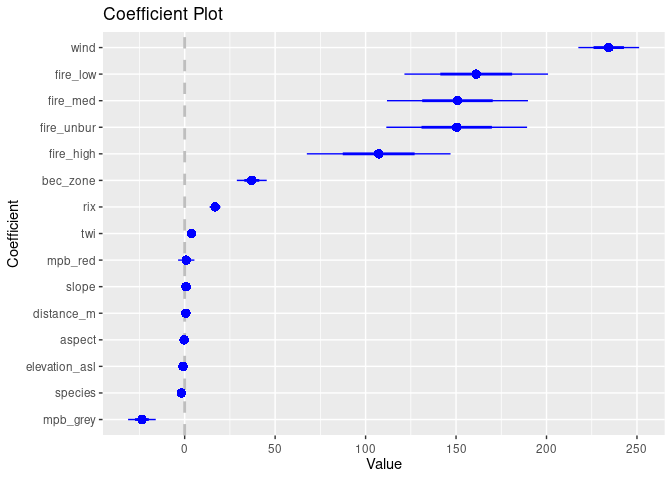 Coefficient Plot
Coefficient
wind
fire_low
fire_med
fire_unbur
fire_high
bec_zone
rix
twi
mpb_red
slope
distance_m
aspect
elevation_asl
species
mpb_grey
0 50 100 150 200 250
Value